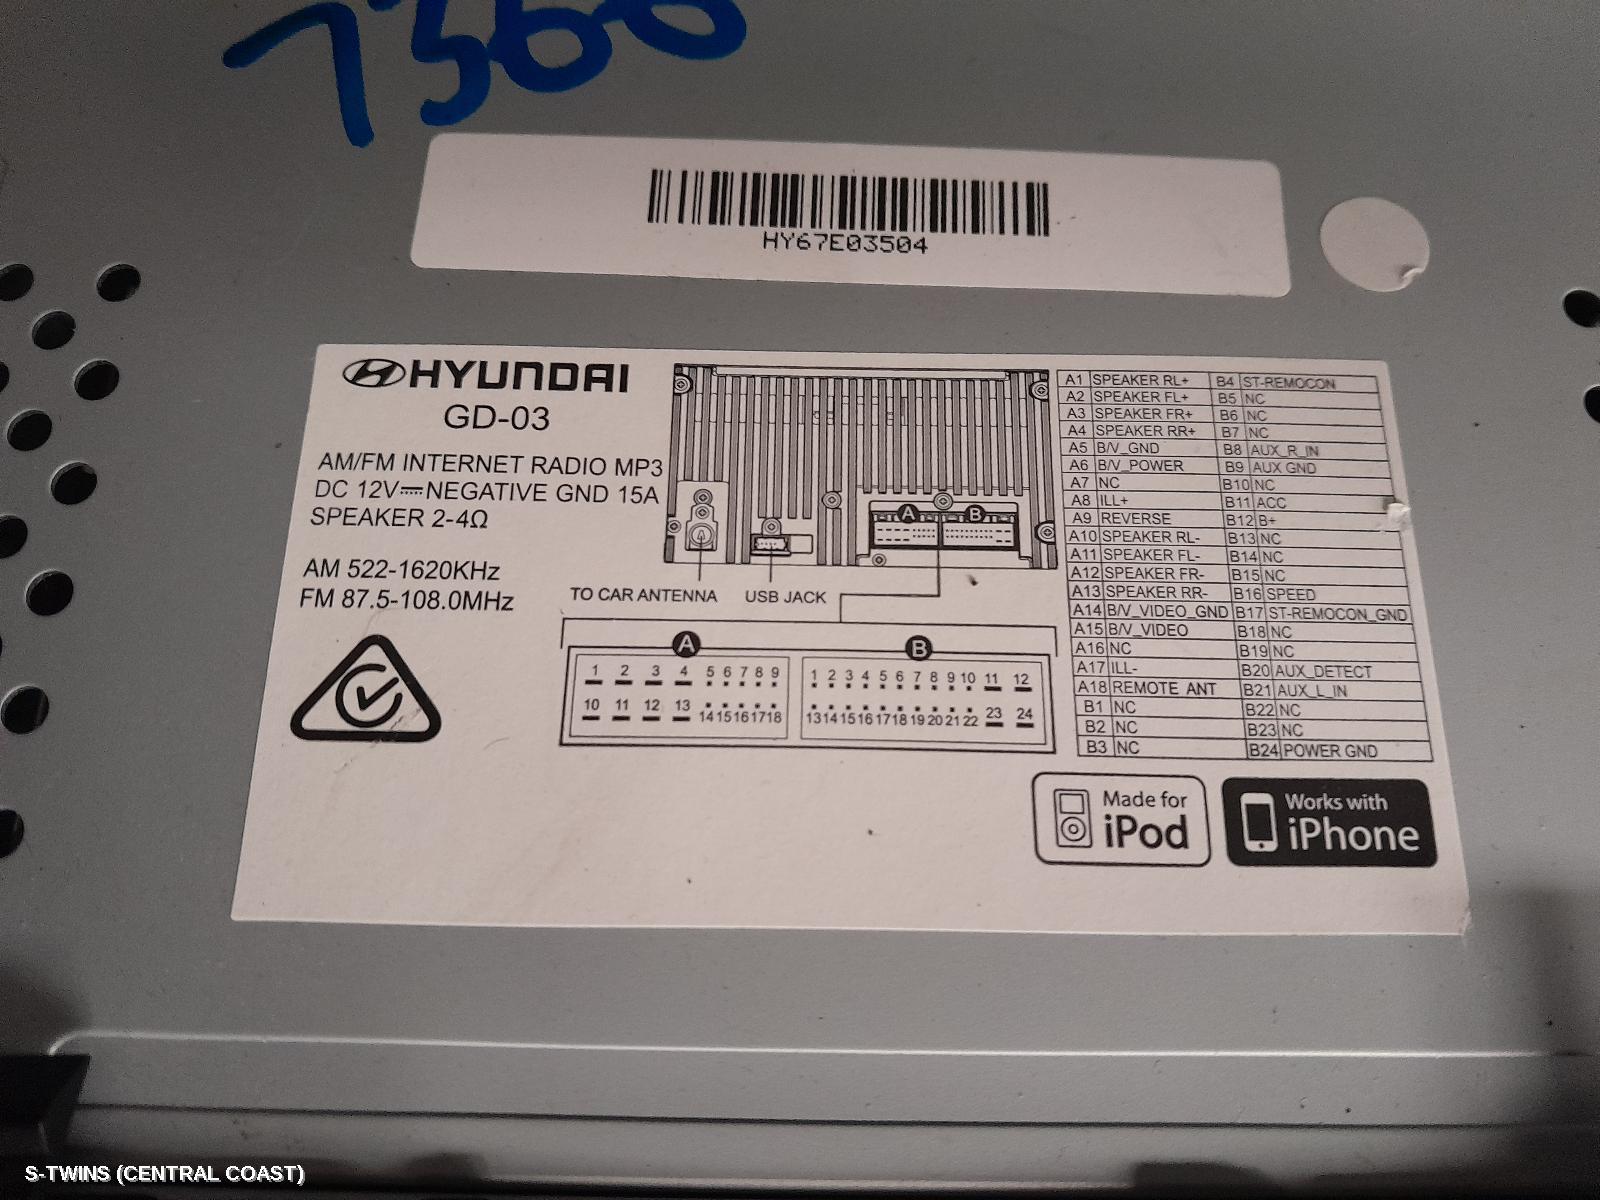 7566
HY67E03504
HYUNDAI
GD-03
AM/FM INTERNET RADIO MP3
DC 12V⎓NEGATIVE GND 15A
SPEAKER 2-4Ω
AM 522-1620KHz
FM 87.5-108.0MHz
A B
TO CAR ANTENNA USB JACK
A B
1 2 3 4 5 6 7 8 9 1 2 3 4 5 6 7 8 9 10 11 12
10 11 12 13 14 15 16 17 18 13 14 15 16 17 18 19 20 21 22 23 24
A1 SPEAKER RL+ B4 ST-REMOCON
A2 SPEAKER FL+ B5 NC
A3 SPEAKER FR+ B6 NC
A4 SPEAKER RR+ B7 NC
A5 B/V_GND B8 AUX_R_IN
A6 B/V_POWER B9 AUX GND
A7 NC B10 NC
A8 ILL+ B11 ACC
A9 REVERSE B12 B+
A10 SPEAKER RL- B13 NC
A11 SPEAKER FL- B14 NC
A12 SPEAKER FR- B15 NC
A13 SPEAKER RR- B16 SPEED
A14 B/V_VIDEO_GND B17 ST-REMOCON_GND
A15 B/V_VIDEO B18 NC
A16 NC B19 NC
A17 ILL- B20 AUX_DETECT
A18 REMOTE ANT B21 AUX_L_IN
B1 NC B22 NC
B2 NC B23 NC
B3 NC B24 POWER GND
Made for
iPod
Works with
iPhone
S-TWINS (CENTRAL COAST)